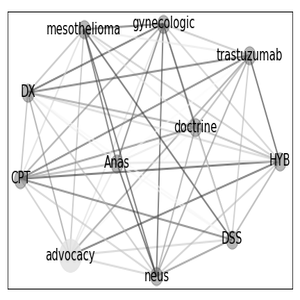 gynecologic
mesothelioma
trastuzumab
DX
doctrine
Anas
HYB
CPT
DSS
advocacy
neus